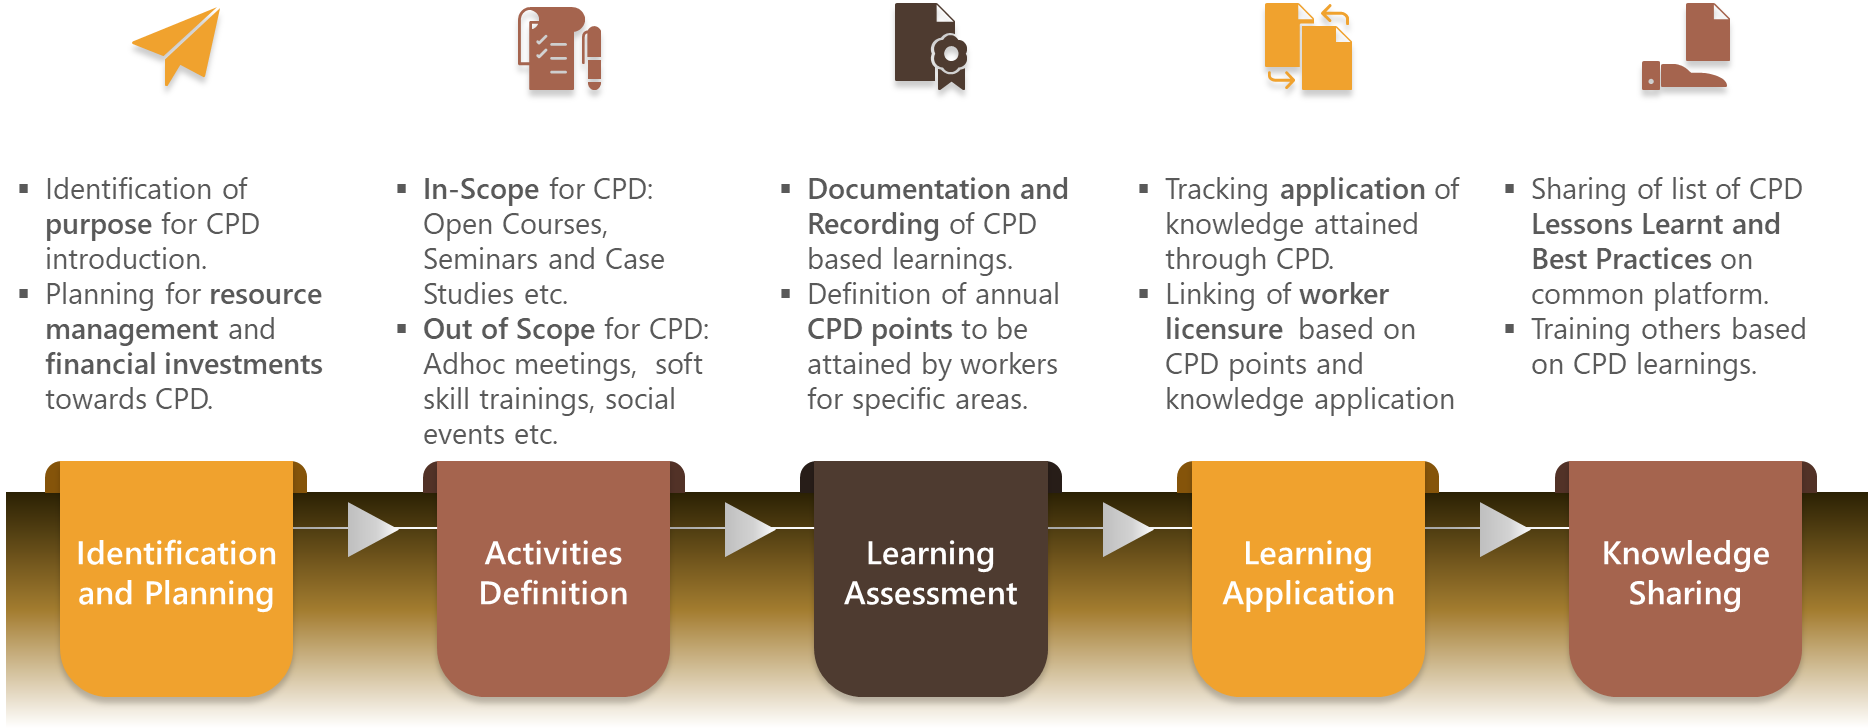 ▪ Identification of
purpose for CPD
introduction.
▪ Planning for resource
management and
financial investments
towards CPD.
▪ In-Scope for CPD:
Open Courses,
Seminars and Case
Studies etc.
▪ Out of Scope for CPD:
Adhoc meetings,  soft
skill trainings, social
events etc.
▪ Documentation and
Recording of CPD
based learnings.
▪ Definition of annual
CPD points to be
attained by workers
for specific areas.
▪ Tracking application of
knowledge attained
through CPD.
▪ Linking of worker
licensure  based on
CPD points and
knowledge application
▪ Sharing of list of CPD
Lessons Learnt and
Best Practices on
common platform.
▪ Training others based
on CPD learnings.
Identification
and Planning
Activities
Definition
Learning
Assessment
Learning
Application
Knowledge
Sharing